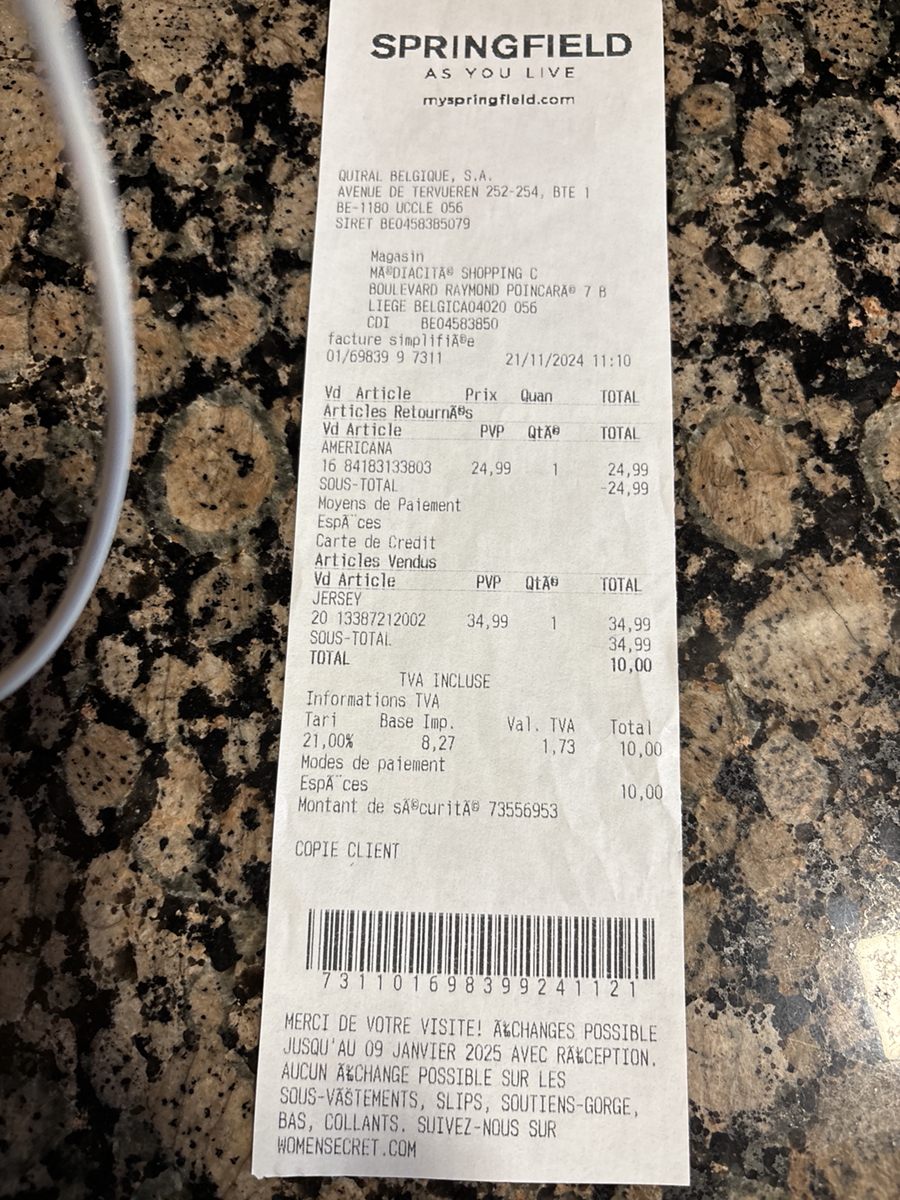 SPRINGFIELD
AS YOU LIVE
myspringfield.com
QUIRAL BELGIQUE, S.A.
AVENUE DE TERVUEREN 252-254, BTE 1
BE-1180 UCCLE 056
SIRET BE0458385079
Magasin
MÃ©DIACITÃ© SHOPPING C
BOULEVARD RAYMOND POINCARÃ© 7 B
LIEGE BELGICA04020 056
CDI BE04583850
facture simplifiÃ©e
01/69839 9 7311 21/11/2024 11:10
Vd Article Prix Quan TOTAL
Articles RetournÃ©s
Vd Article PVP QtÃ© TOTAL
AMERICANA
16 84183133803 24,99 1 24,99
SOUS-TOTAL -24,99
Moyens de Paiement
EspÃ¨ces
Carte de Credit
Articles Vendus
Vd Article PVP QtÃ© TOTAL
JERSEY
20 13387212002 34,99 1 34,99
SOUS-TOTAL 34,99
TOTAL 10,00
TVA INCLUSE
Informations TVA
Tari Base Imp. Val. TVA Total
21,00% 8,27 1,73 10,00
Modes de paiement
EspÃ¨ces 10,00
Montant de sÃ©curitÃ© 73556953
COPIE CLIENT
731101698399241121
MERCI DE VOTRE VISITE! Ã‰CHANGES POSSIBLE
JUSQU'AU 09 JANVIER 2025 AVEC RÃ‰CEPTION.
AUCUN Ã‰CHANGE POSSIBLE SUR LES
SOUS-VÃŠTEMENTS, SLIPS, SOUTIENS-GORGE,
BAS, COLLANTS. SUIVEZ-NOUS SUR
WOMENSECRET.COM